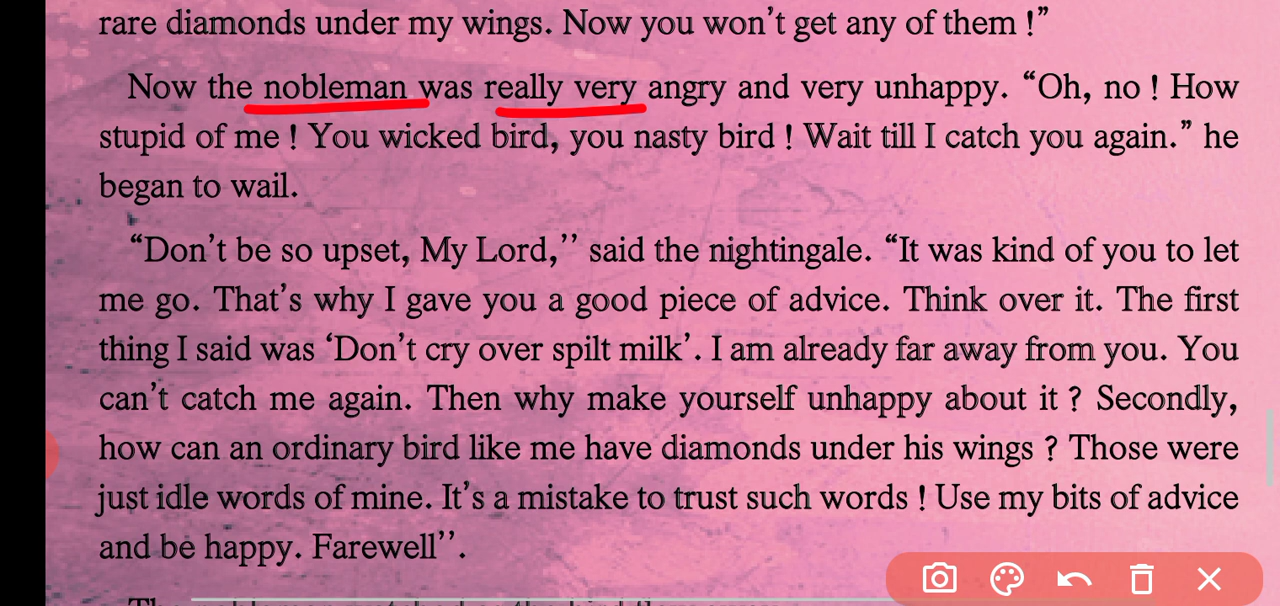 rare diamonds under my wings. Now you won’t get any of them !”
Now the nobleman was really very angry and very unhappy. “Oh, no ! How
stupid of me ! You wicked bird, you nasty bird ! Wait till I catch you again.” he
began to wail.
“Don’t be so upset, My Lord,’’ said the nightingale. “It was kind of you to let
me go. That’s why I gave you a good piece of advice. Think over it. The first
thing I said was ‘Don’t cry over spilt milk’. I am already far away from you. You
can’t catch me again. Then why make yourself unhappy about it ? Secondly,
how can an ordinary bird like me have diamonds under his wings ? Those were
just idle words of mine. It’s a mistake to trust such words ! Use my bits of advice
and be happy. Farewell’’.